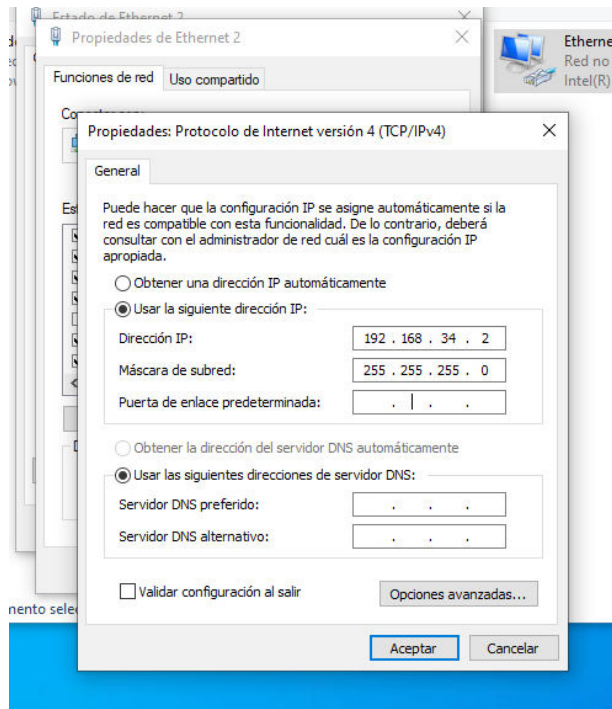 Estado de Ethernet 2
Propiedades de Ethernet 2
Etherne
Red no
Intel(R)
Funciones de red
Uso compartido
Propiedades: Protocolo de Internet versión 4 (TCP/IPv4)
General
Puede hacer que la configuración IP se asigne automáticamente si la
red es compatible con esta funcionalidad. De lo contrario, deberá
consultar con el administrador de red cuál es la configuración IP
apropiada.
Obtener una dirección IP automáticamente
Usar la siguiente dirección IP:
Dirección IP: 192 . 168 . 34 . 2
Máscara de subred: 255 . 255 . 255 . 0
Puerta de enlace predeterminada: . . .
Obtener la dirección del servidor DNS automáticamente
Usar las siguientes direcciones de servidor DNS:
Servidor DNS preferido: . . .
Servidor DNS alternativo: . . .
Validar configuración al salir
Opciones avanzadas...
mento sele
Aceptar
Cancelar